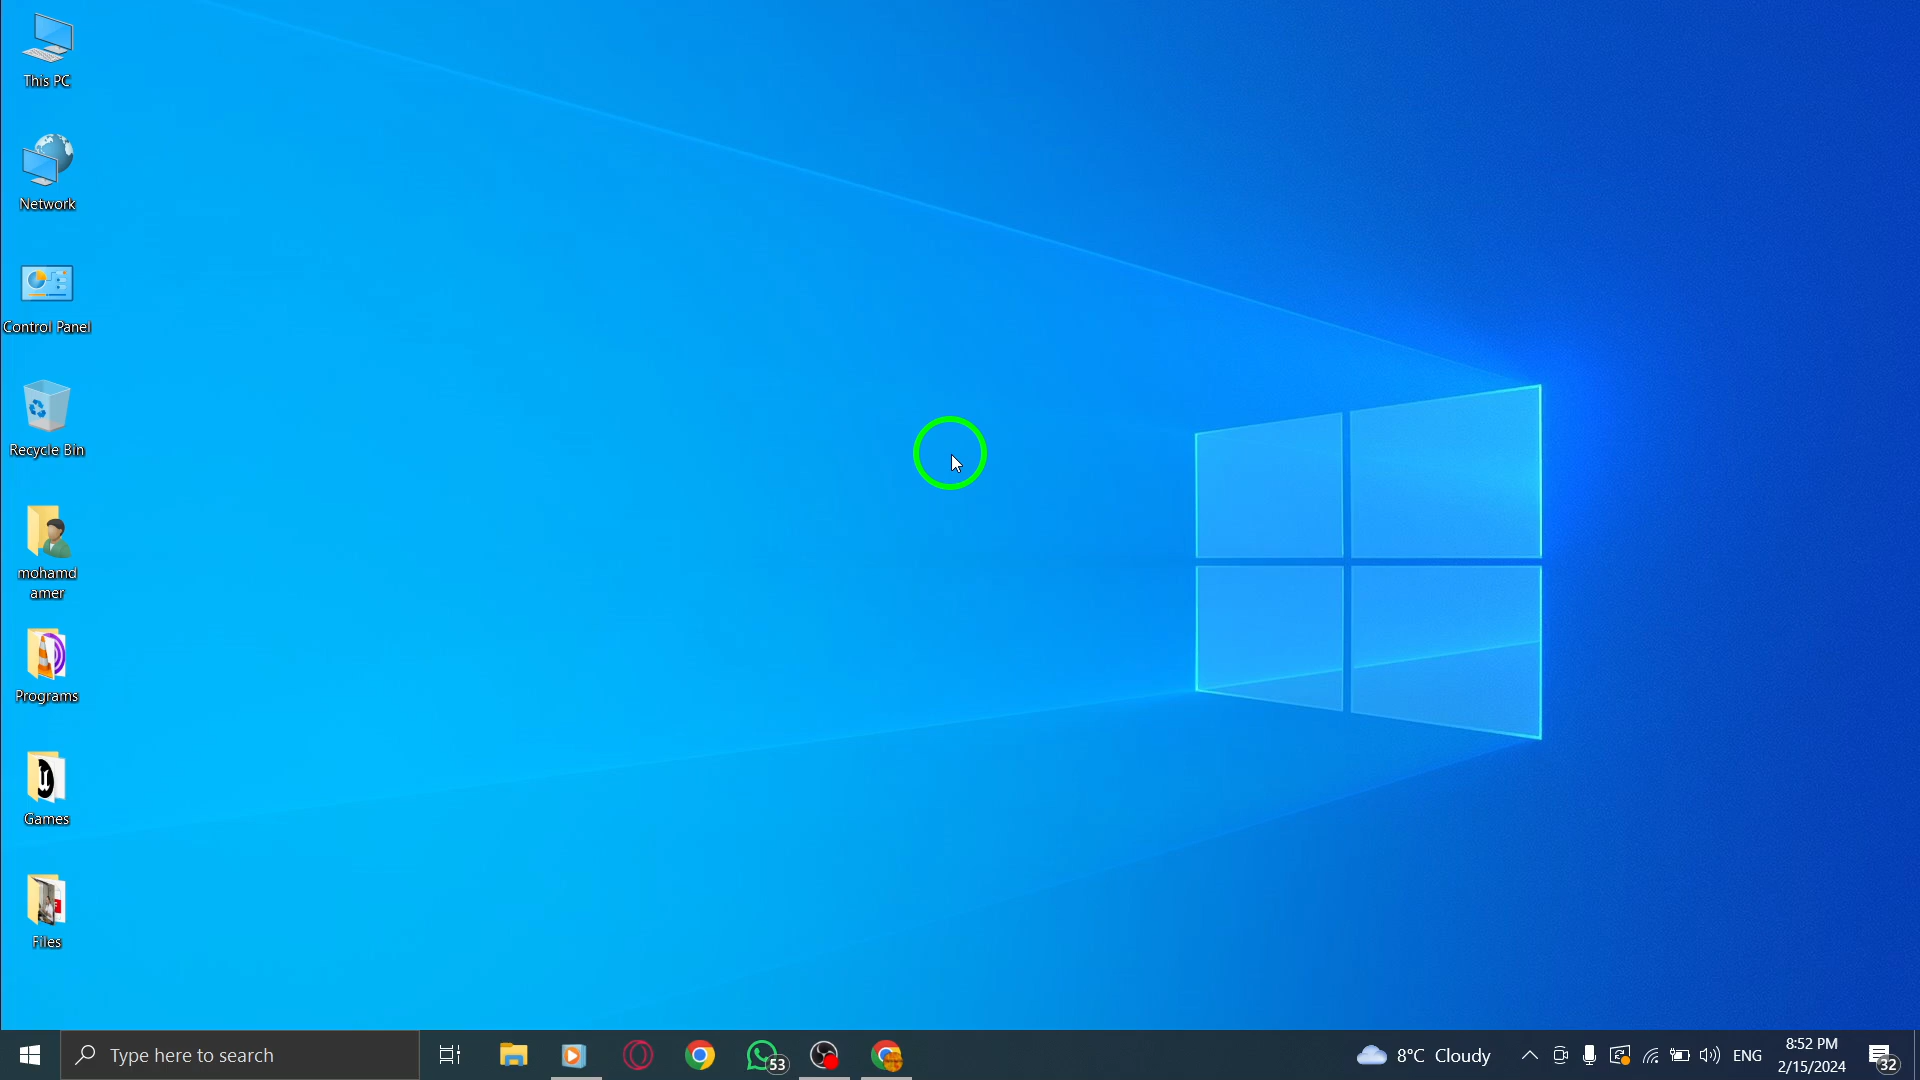 This PC
Network
Control Panel
Recycle Bin
mohamd
amer
Programs
Games
Files
Type here to search
53
8°C Cloudy
ENG
8:52 PM
2/15/2024
32